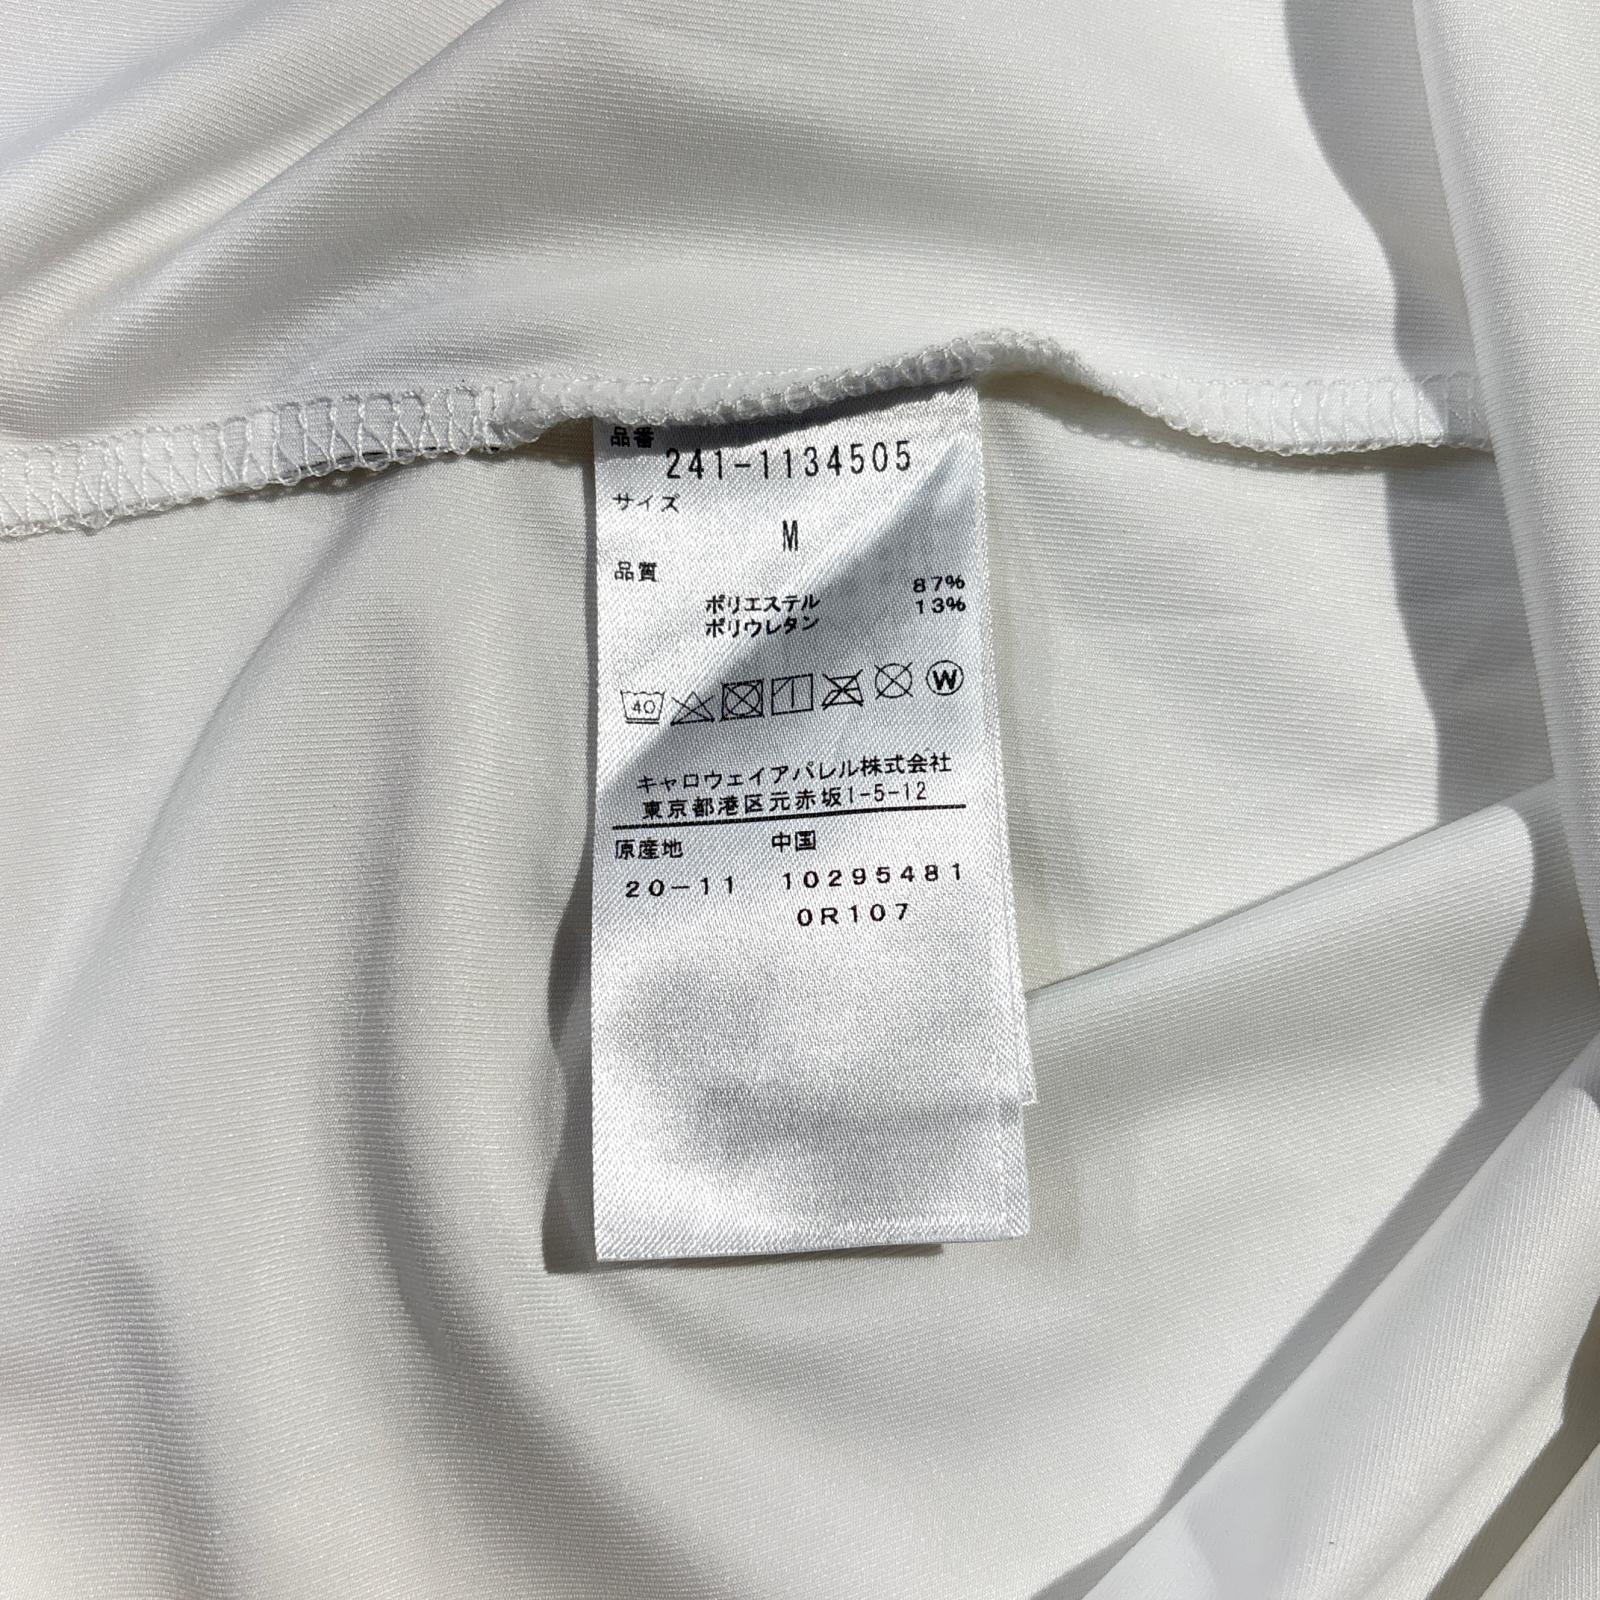 品番
241-1134505
サイズ
M
品質
ポリエステル 87%
ポリウレタン 13%
40 W
キャロウェイアパレル株式会社
東京都港区元赤坂1-5-12
原産地 中国
20-11 10295481
0R107